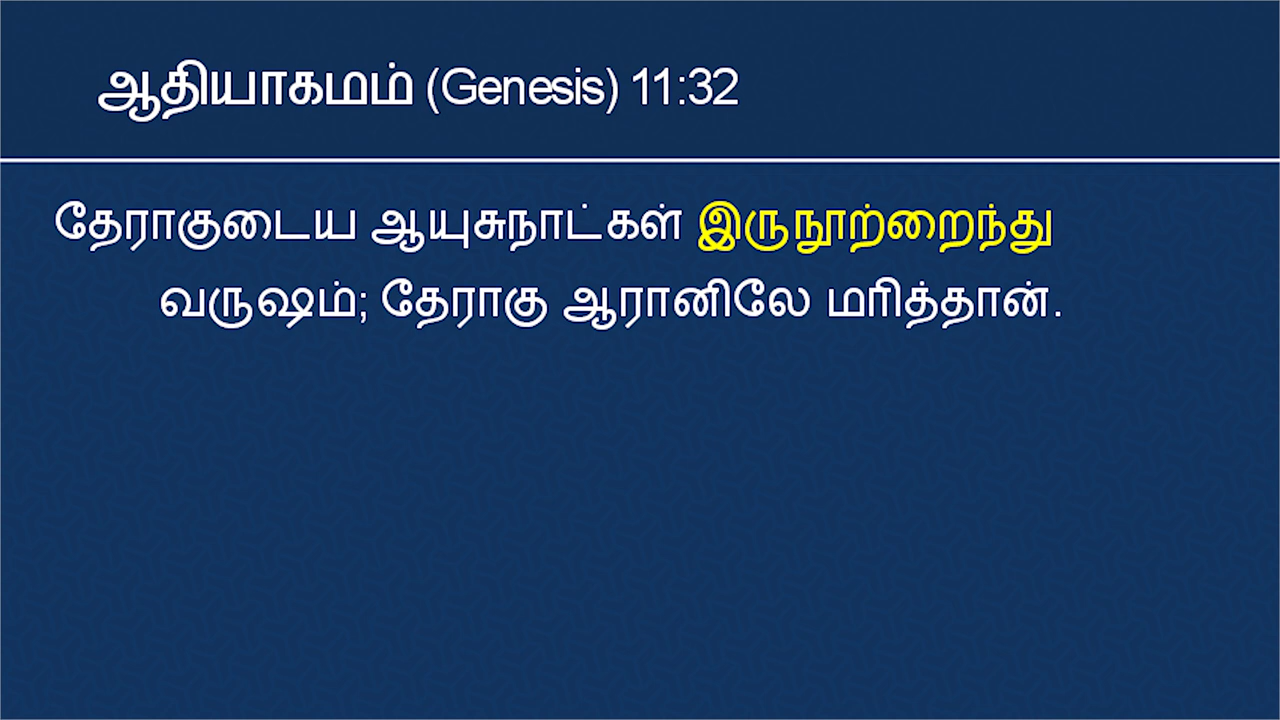 ஆதியாகமம் (Genesis) 11:32
தேராகுடைய ஆயுசுநாட்கள் இருநூற்றைந்து
வருஷம்; தேராகு ஆரானிலே மரித்தான்.